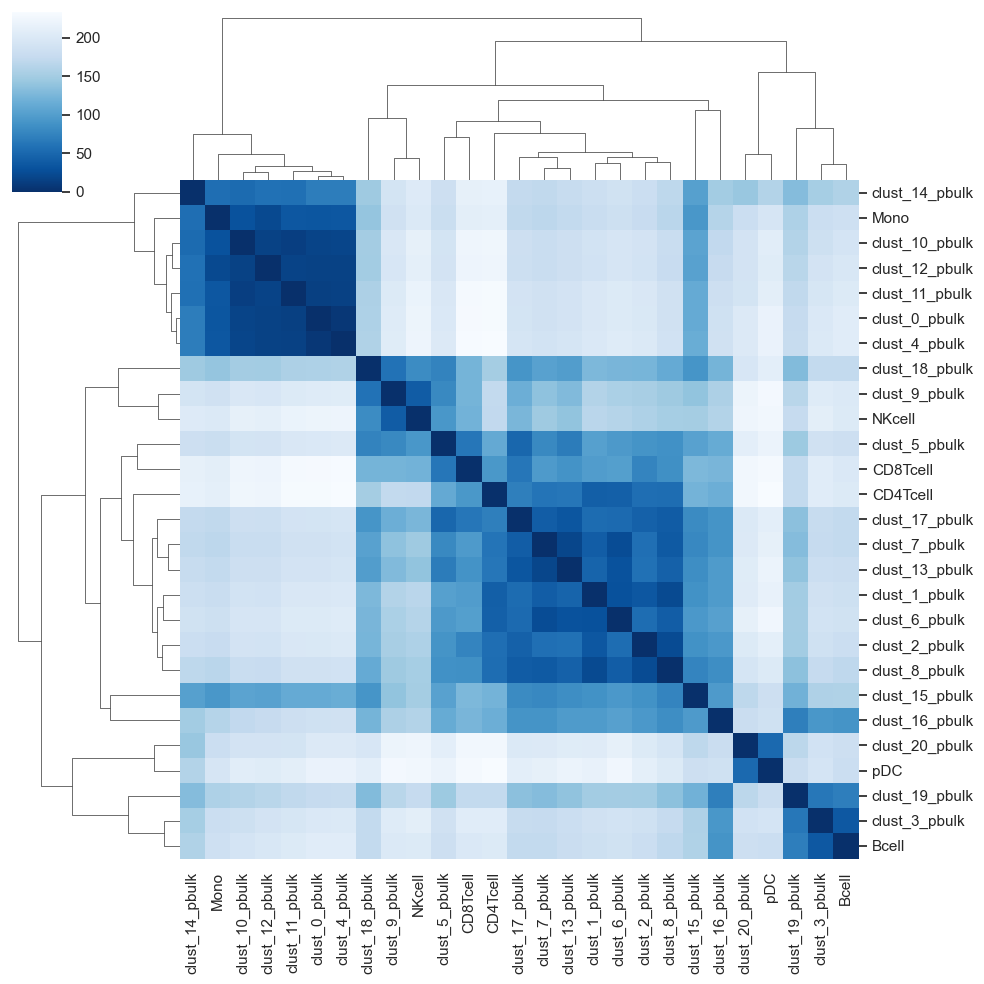 200
150
100
50
0
clust_14_pbulk
Mono
clust_10_pbulk
clust_12_pbulk
clust_11_pbulk
clust_0_pbulk
clust_4_pbulk
clust_18_pbulk
clust_9_pbulk
NKcell
clust_5_pbulk
CD8Tcell
CD4Tcell
clust_17_pbulk
clust_7_pbulk
clust_13_pbulk
clust_1_pbulk
clust_6_pbulk
clust_2_pbulk
clust_8_pbulk
clust_15_pbulk
clust_16_pbulk
clust_20_pbulk
pDC
clust_19_pbulk
clust_3_pbulk
Bcell
clust_14_pbulk
Mono
clust_10_pbulk
clust_12_pbulk
clust_11_pbulk
clust_0_pbulk
clust_4_pbulk
clust_18_pbulk
clust_9_pbulk
NKcell
clust_5_pbulk
CD8Tcell
CD4Tcell
clust_17_pbulk
clust_7_pbulk
clust_13_pbulk
clust_1_pbulk
clust_6_pbulk
clust_2_pbulk
clust_8_pbulk
clust_15_pbulk
clust_16_pbulk
clust_20_pbulk
pDC
clust_19_pbulk
clust_3_pbulk
Bcell